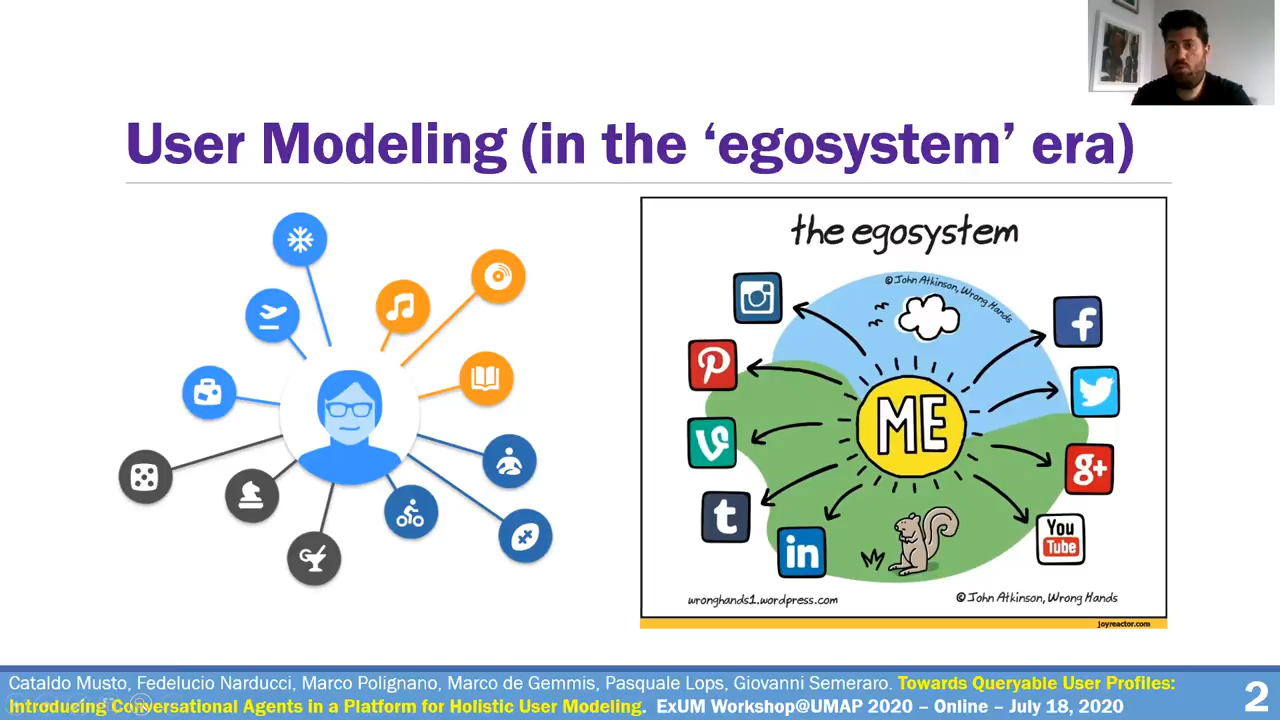 User Modeling (in the ‘egosystem’ era)
the egosystem
© John Atkinson, Wrong Hands
ME
f
g+
t
in
You
Tube
wronghands1.wordpress.com
© John Atkinson, Wrong Hands
joyreactor.com
Cataldo Musto, Fedelucio Narducci, Marco Polignano, Marco de Gemmis, Pasquale Lops, Giovanni Semeraro. Towards Queryable User Profiles:
Introducing Conversational Agents in a Platform for Holistic User Modeling. ExUM Workshop@UMAP 2020 – Online – July 18, 2020
2